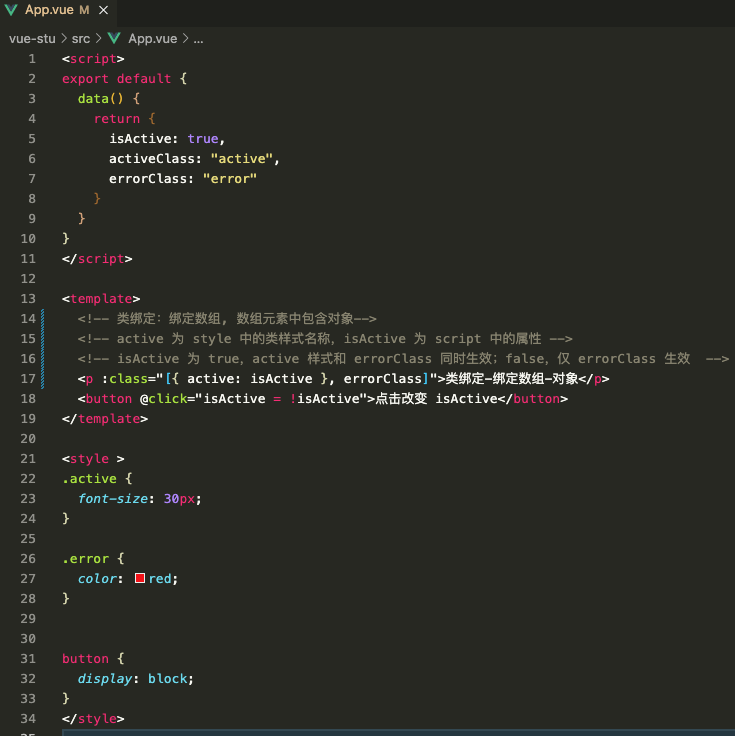 App.vue M ×
vue-stu > src > App.vue > ...
1 <script>
2 export default {
3   data() {
4     return {
5       isActive: true,
6       activeClass: "active",
7       errorClass: "error"
8     }
9   }
10 }
11 </script>
12
13 <template>
14   <!-- 类绑定：绑定数组, 数组元素中包含对象-->
15   <!-- active 为 style 中的类样式名称，isActive 为 script 中的属性 -->
16   <!-- isActive 为 true，active 样式和 errorClass 同时生效；false，仅 errorClass 生效  -->
17   <p :class="[{ active: isActive }, errorClass]">类绑定-绑定数组-对象</p>
18   <button @click="isActive = !isActive">点击改变 isActive</button>
19 </template>
20
21 <style >
22 .active {
23   font-size: 30px;
24 }
25
26 .error {
27   color: red;
28 }
29
30
31 button {
32   display: block;
33 }
34 </style>